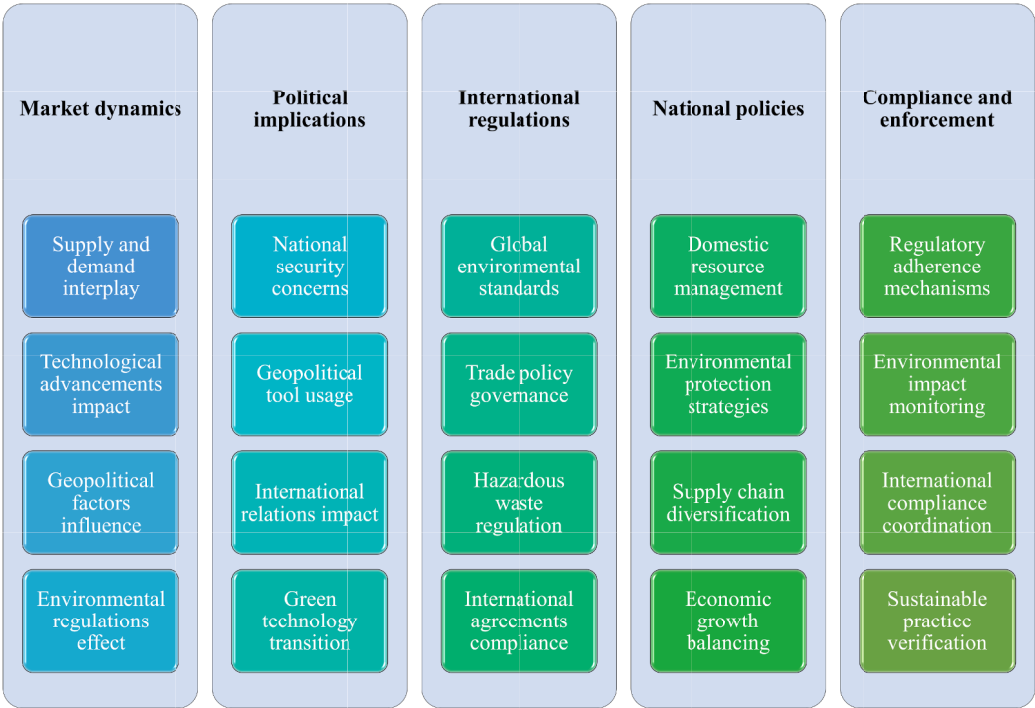 Market dynamics
Supply and
demand
interplay
Technological
advancements
impact
Geopolitical
factors
influence
Environmental
regulations
effect
Political
implications
National
security
concerns
Geopolitical
tool usage
International
relations impact
Green
technology
transition
International
regulations
Global
environmental
standards
Trade policy
governance
Hazardous
waste
regulation
International
agreements
compliance
National policies
Domestic
resource
management
Environmental
protection
strategies
Supply chain
diversification
Economic
growth
balancing
Compliance and
enforcement
Regulatory
adherence
mechanisms
Environmental
impact
monitoring
International
compliance
coordination
Sustainable
practice
verification